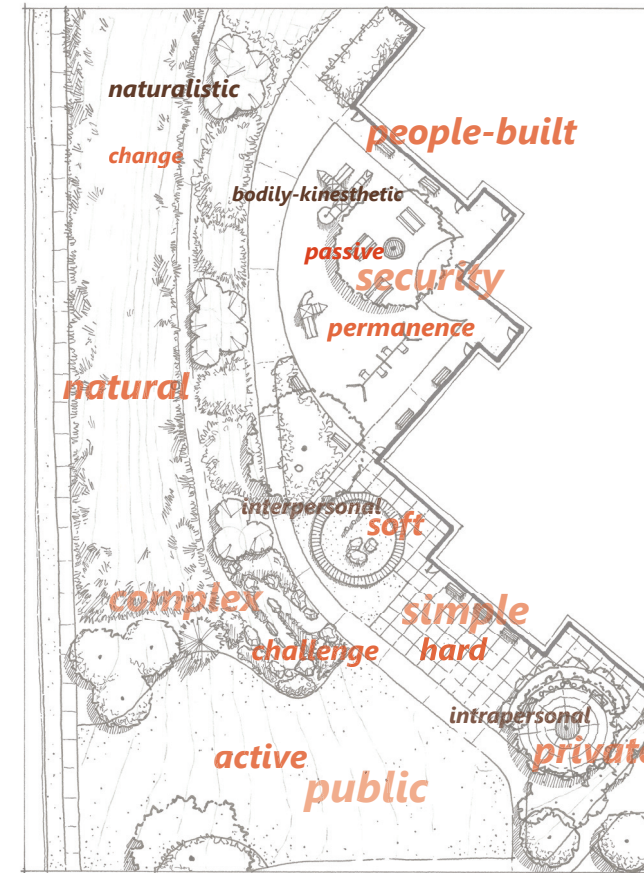 naturalistic
people-built
change
bodily-kinesthetic
passive
security
permanence
natural
interpersonal
soft
complex
simple
challenge
hard
intrapersonal
private
active
public